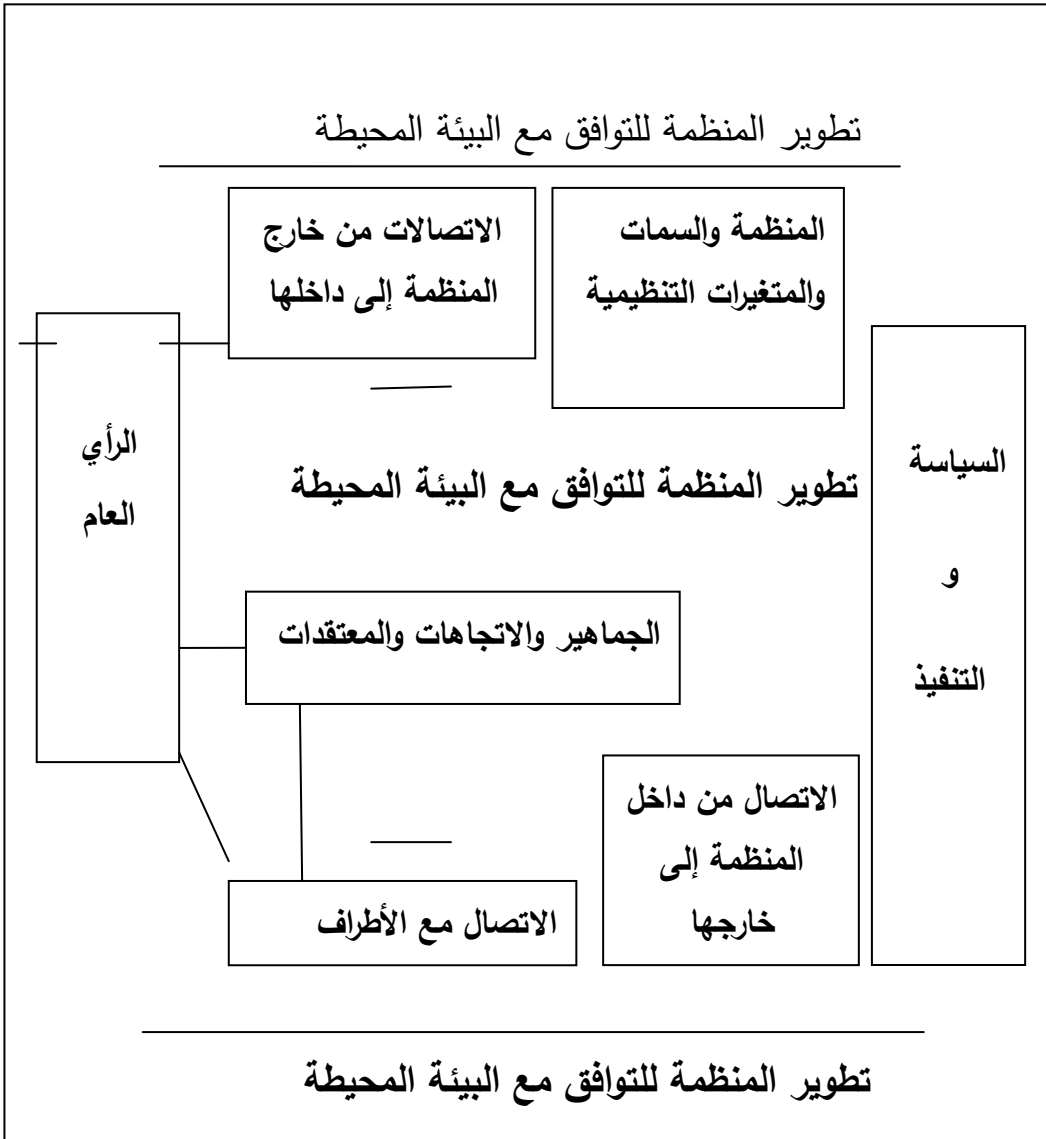 تطوير المنظمة للتوافق مع البيئة المحيطة
المنظمة والسمات
والمتغيرات التنظيمية
الاتصالات من خارج
المنظمة إلى داخلها
السياسة
و
التنفيذ
الرأي
العام
تطوير المنظمة للتوافق مع البيئة المحيطة
الجماهير والاتجاهات والمعتقدات
الاتصال من داخل
المنظمة إلى
خارجها
الاتصال مع الأطراف
تطوير المنظمة للتوافق مع البيئة المحيطة